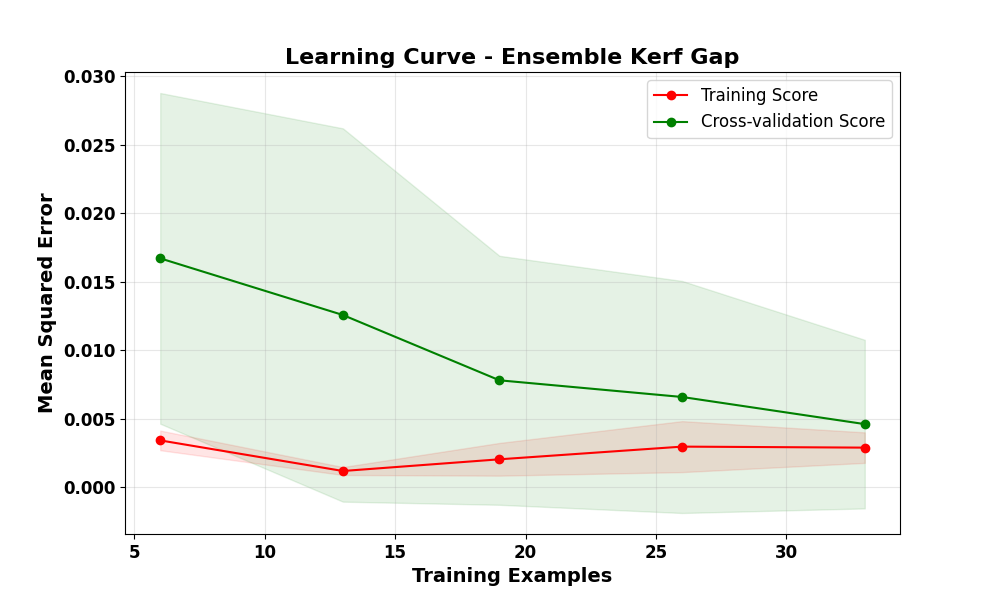 Learning Curve - Ensemble Kerf Gap
Training Score
Cross-validation Score
Mean Squared Error
0.030
0.025
0.020
0.015
0.010
0.005
0.000
5 10 15 20 25 30
Training Examples